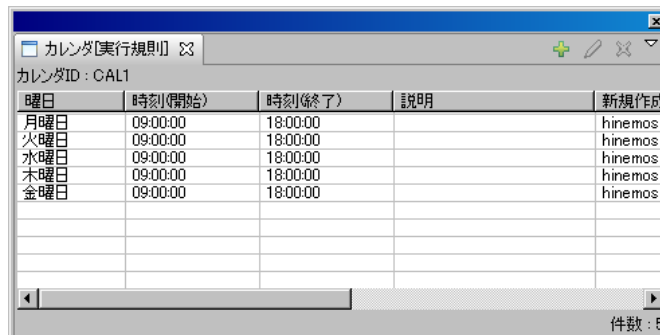 カレンダ[実行規則]
カレンダID : CAL1
曜日 時刻(開始) 時刻(終了) 説明 新規作成
月曜日 09:00:00 18:00:00 hinemos
火曜日 09:00:00 18:00:00 hinemos
水曜日 09:00:00 18:00:00 hinemos
木曜日 09:00:00 18:00:00 hinemos
金曜日 09:00:00 18:00:00 hinemos
件数 : 5